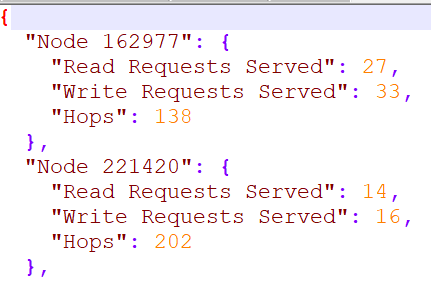 {
"Node 162977": {
"Read Requests Served": 27,
"Write Requests Served": 33,
"Hops": 138
},
"Node 221420": {
"Read Requests Served": 14,
"Write Requests Served": 16,
"Hops": 202
},